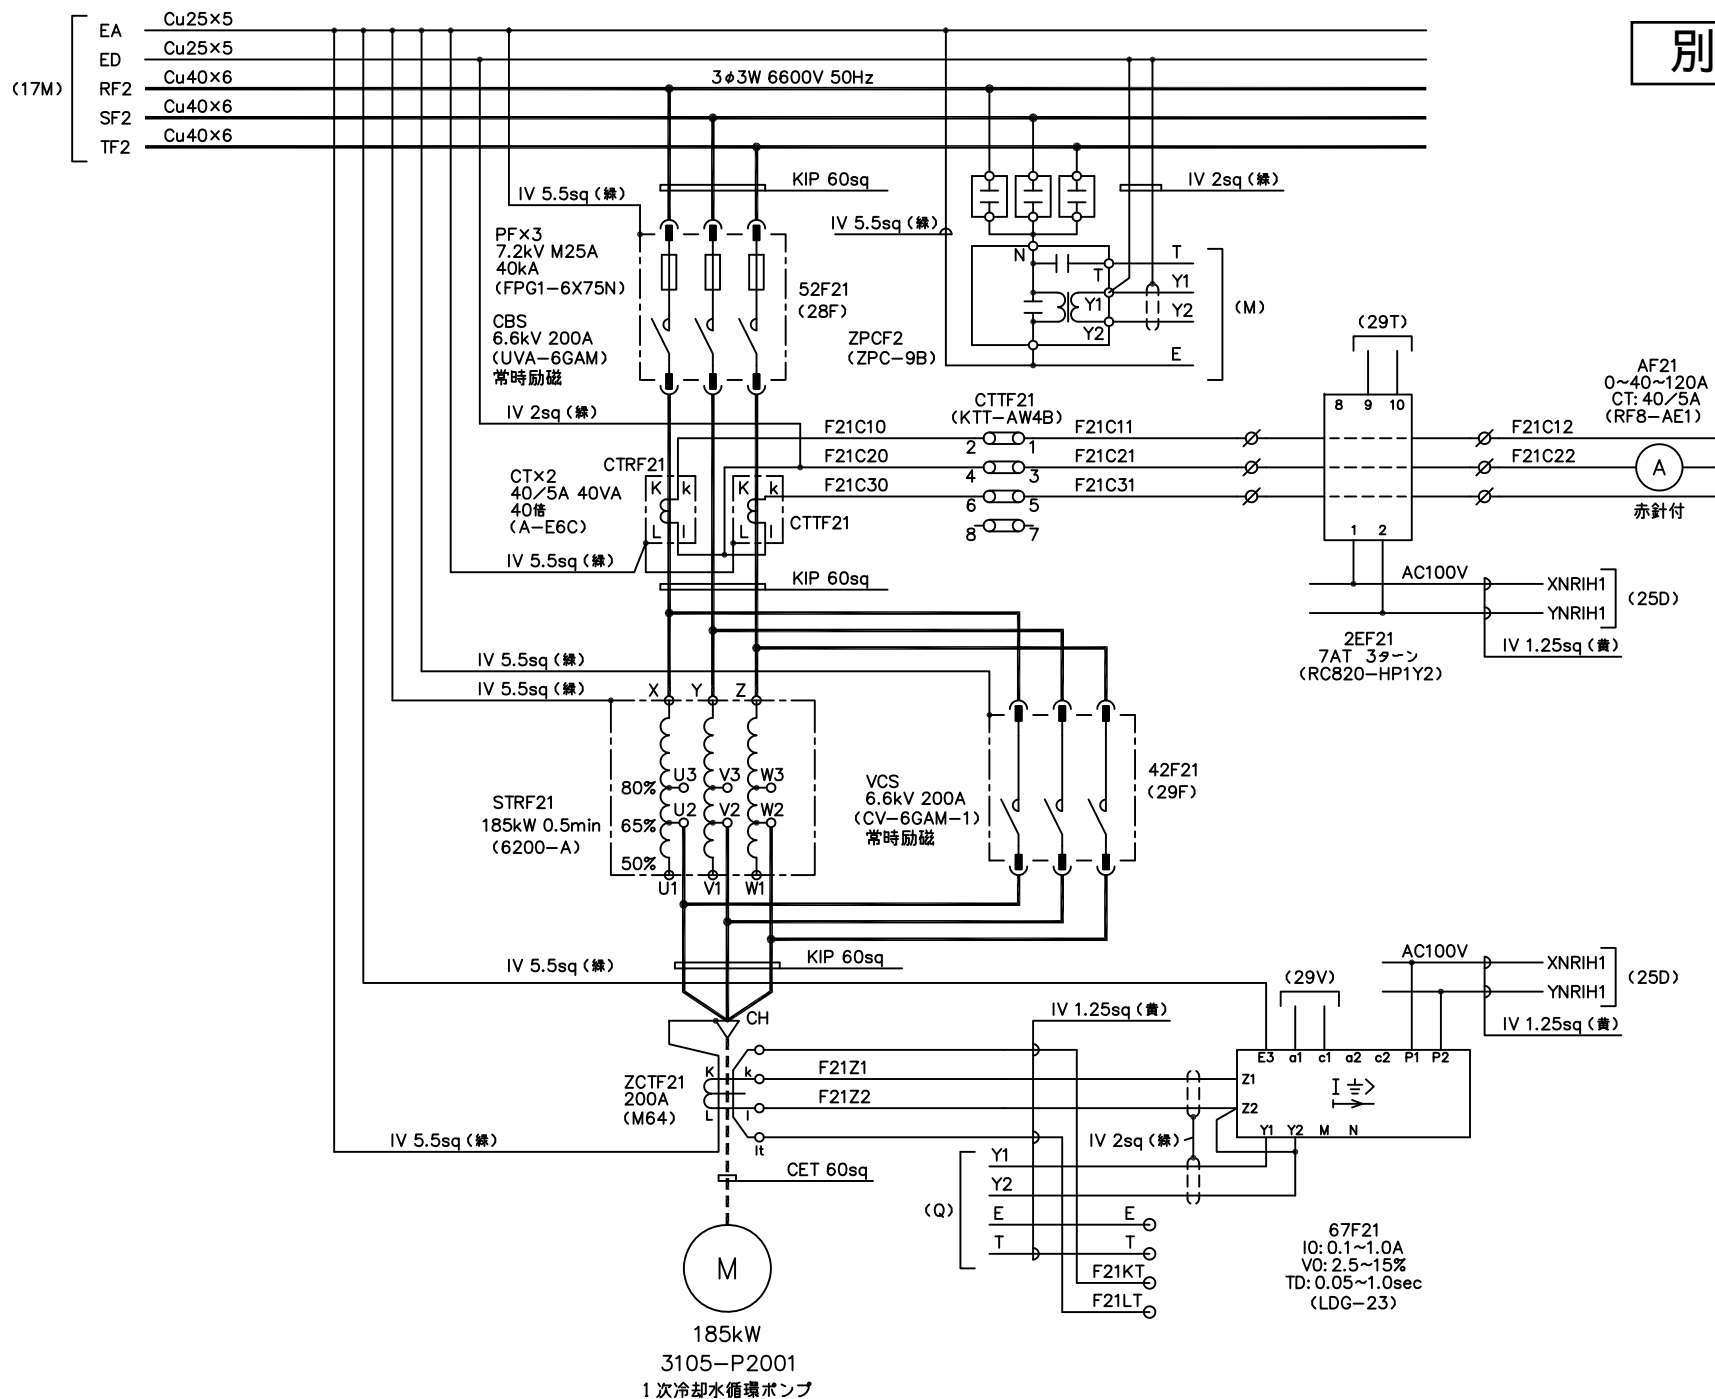 別
(17M)
EA Cu25×5
ED Cu25×5
RF2 Cu40×6 3φ3W 6600V 50Hz
SF2 Cu40×6
TF2 Cu40×6
IV 5.5sq (緑)
KIP 60sq
IV 5.5sq (緑)
IV 2sq (緑)
PF×3
7.2kV M25A
40kA
(FPG1-6X75N)
CBS
6.6kV 200A
(UVA-6GAM)
常時励磁
52F21
(28F)
ZPCF2
(ZPC-9B)
N
T
Y1
Y2
T
Y1
Y2
E
(M)
IV 2sq (緑)
CTRF21
CT×2
40/5A 40VA
40倍
(A-E6C)
K k
L l
K k
L l
CTTF21
F21C10
F21C20
F21C30
CTTF21
(KTT-AW4B)
2 1
4 3
6 5
8 7
F21C11
F21C21
F21C31
(29T)
8 9 10
1 2
F21C12
F21C22
AF21
0~40~120A
CT: 40/5A
(RF8-AE1)
A
赤針付
AC100V
XNRIH1
YNRIH1
(25D)
IV 1.25sq (黄)
2EF21
7AT 3ターン
(RC820-HP1Y2)
IV 5.5sq (緑)
KIP 60sq
IV 5.5sq (緑)
IV 5.5sq (緑)
X Y Z
80% U3 V3 W3
65% U2 V2 W2
50%
U1 V1 W1
STRF21
185kW 0.5min
(6200-A)
VCS
6.6kV 200A
(CV-6GAM-1)
常時励磁
42F21
(29F)
IV 5.5sq (緑)
KIP 60sq
CH
ZCTF21
200A
(M64)
K k
L l
lt
F21Z1
F21Z2
IV 5.5sq (緑)
CET 60sq
M
185kW
3105-P2001
1次冷却水循環ポンプ
IV 1.25sq (黄)
IV 2sq (緑)
(Q)
Y1
Y2
E E
T T
F21KT
F21LT
(29V)
AC100V
XNRIH1
YNRIH1
(25D)
IV 1.25sq (黄)
E3 a1 c1 a2 c2 P1 P2
Z1
Z2
I
Y1 Y2 M N
67F21
I0: 0.1~1.0A
V0: 2.5~15%
TD: 0.05~1.0sec
(LDG-23)